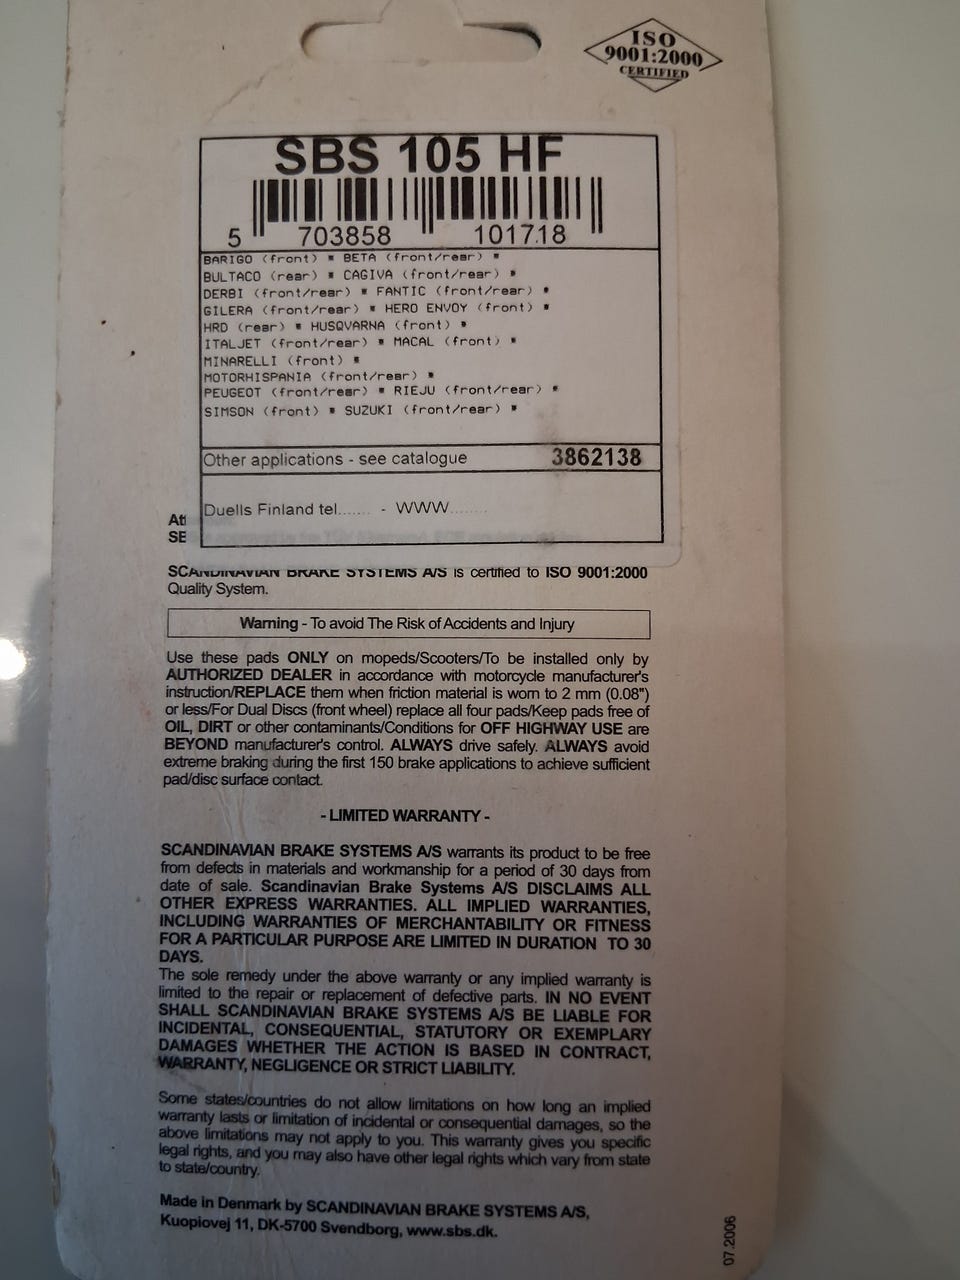 ISO
9001:2000
CERTIFIED
SBS 105 HF
5 703858 101718
BARIGO (front) ▪ BETA (front/rear) ▪
BULTACO (rear) ▪ CAGIVA (front/rear) ▪
DERBI (front/rear) ▪ FANTIC (front/rear) ▪
GILERA (front/rear) ▪ HERO ENVOY (front) ▪
HRD (rear) ▪ HUSQVARNA (front) ▪
ITALJET (front/rear) ▪ MACAL (front) ▪
MINARELLI (front) ▪
MOTORHISPANIA (front/rear) ▪
PEUGEOT (front/rear) ▪ RIEJU (front/rear) ▪
SIMSON (front) ▪ SUZUKI (front/rear) ▪
Other applications - see catalogue 3862138
Duells Finland tel....... - WWW........
SCANDINAVIAN BRAKE SYSTEMS A/S is certified to ISO 9001:2000
Quality System.
Warning - To avoid The Risk of Accidents and Injury
Use these pads ONLY on mopeds/Scooters/To be installed only by
AUTHORIZED DEALER in accordance with motorcycle manufacturer's
instruction/REPLACE them when friction material is worn to 2 mm (0.08")
or less/For Dual Discs (front wheel) replace all four pads/Keep pads free of
OIL, DIRT or other contaminants/Conditions for OFF HIGHWAY USE are
BEYOND manufacturer's control. ALWAYS drive safely. ALWAYS avoid
extreme braking during the first 150 brake applications to achieve sufficient
pad/disc surface contact.
- LIMITED WARRANTY -
SCANDINAVIAN BRAKE SYSTEMS A/S warrants its product to be free
from defects in materials and workmanship for a period of 30 days from
date of sale. Scandinavian Brake Systems A/S DISCLAIMS ALL
OTHER EXPRESS WARRANTIES. ALL IMPLIED WARRANTIES,
INCLUDING WARRANTIES OF MERCHANTABILITY OR FITNESS
FOR A PARTICULAR PURPOSE ARE LIMITED IN DURATION TO 30
DAYS.
The sole remedy under the above warranty or any implied warranty is
limited to the repair or replacement of defective parts. IN NO EVENT
SHALL SCANDINAVIAN BRAKE SYSTEMS A/S BE LIABLE FOR
INCIDENTAL, CONSEQUENTIAL, STATUTORY OR EXEMPLARY
DAMAGES WHETHER THE ACTION IS BASED IN CONTRACT,
WARRANTY, NEGLIGENCE OR STRICT LIABILITY.
Some states/countries do not allow limitations on how long an implied
warranty lasts or limitation of incidental or consequential damages, so the
above limitations may not apply to you. This warranty gives you specific
legal rights, and you may also have other legal rights which vary from state
to state/country.
Made in Denmark by SCANDINAVIAN BRAKE SYSTEMS A/S,
Kuopiovej 11, DK-5700 Svendborg, www.sbs.dk.
07.2006